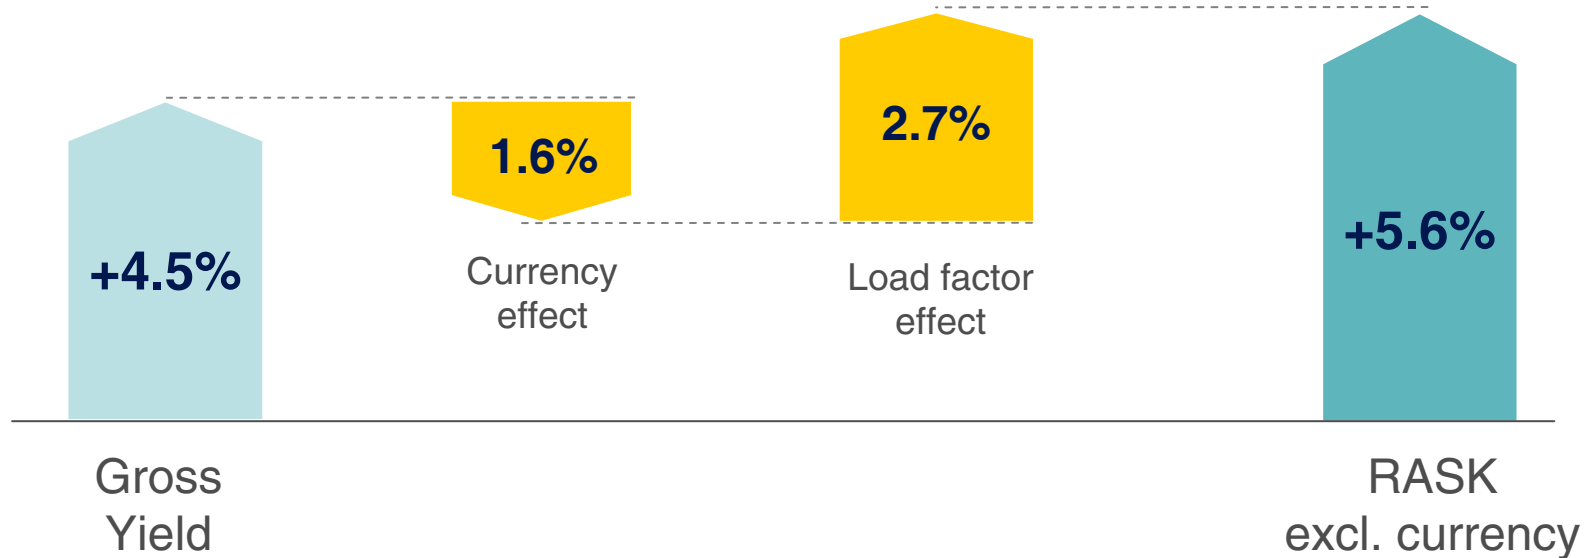 +4.5%
1.6%
Currency
effect
2.7%
Load factor
effect
+5.6%
Gross
Yield
RASK
excl. currency